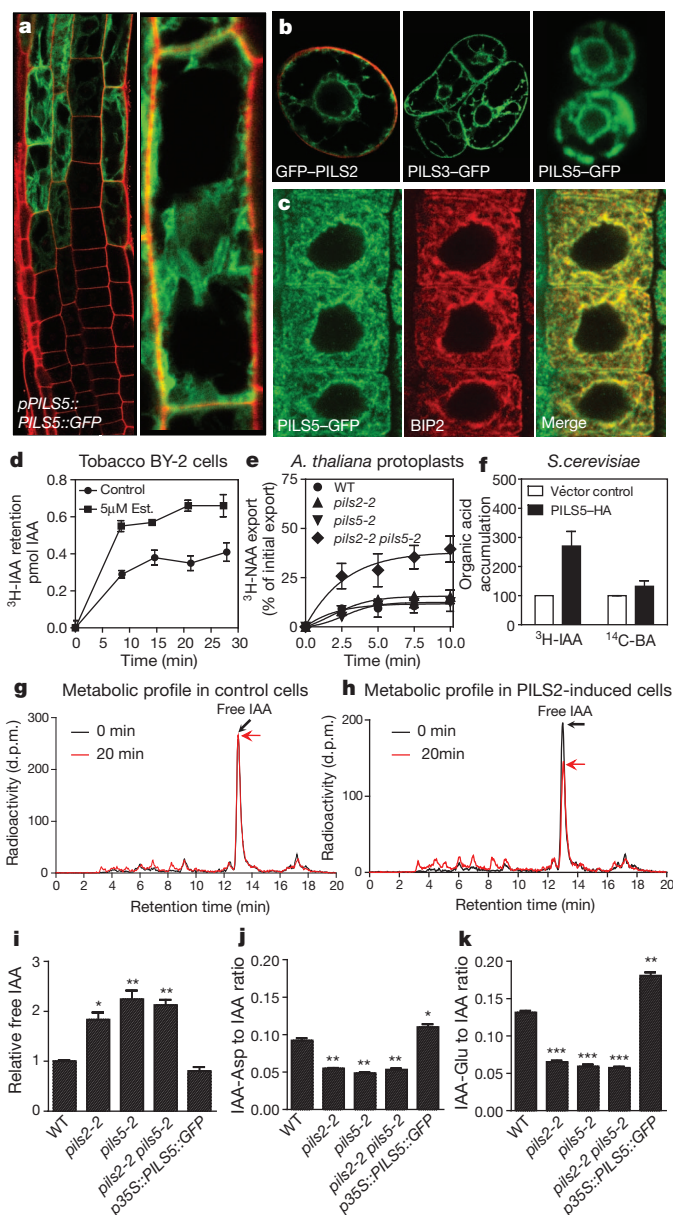 a
pPILS5::
PILS5::GFP
b
GFP–PILS2
PILS3–GFP
PILS5–GFP
c
PILS5–GFP
BIP2
Merge
d
Tobacco BY-2 cells
Control
5μM Est.
³H-IAA retention
pmol IAA
0.8
0.6
0.4
0.2
0.0
0 5 10 15 20 25 30
Time (min)
e
A. thaliana protoplasts
WT
pils2-2
pils5-2
pils2-2 pils5-2
³H-NAA export
(% of initial export)
75
50
25
0
0.0 2.5 5.0 7.5 10.0
Time (min)
f
S.cerevisiae
Véctor control
PILS5–HA
Organic acid
accumulation
500
400
300
200
100
0
³H-IAA
¹⁴C-BA
g
Metabolic profile in control cells
Free IAA
0 min
20 min
Radioactivity (d.p.m.)
300
200
100
0
0 2 4 6 8 10 12 14 16 18 20
Retention time (min)
h
Metabolic profile in PILS2-induced cells
Free IAA
0 min
20min
Radioactivity (d.p.m.)
200
100
0
0 2 4 6 8 10 12 14 16 18 20
Retention time (min)
i
Relative free IAA
3
2
1
0
* ** **
WT
pils2-2
pils5-2
pils2-2 pils5-2
p35S::PILS5::GFP
j
IAA-Asp to IAA ratio
0.20
0.15
0.10
0.05
0.00
** ** ** *
WT
pils2-2
pils5-2
pils2-2 pils5-2
p35S::PILS5::GFP
k
IAA-Glu to IAA ratio
0.20
0.15
0.10
0.05
0.00
*** *** *** **
WT
pils2-2
pils5-2
pils2-2 pils5-2
p35S::PILS5::GFP